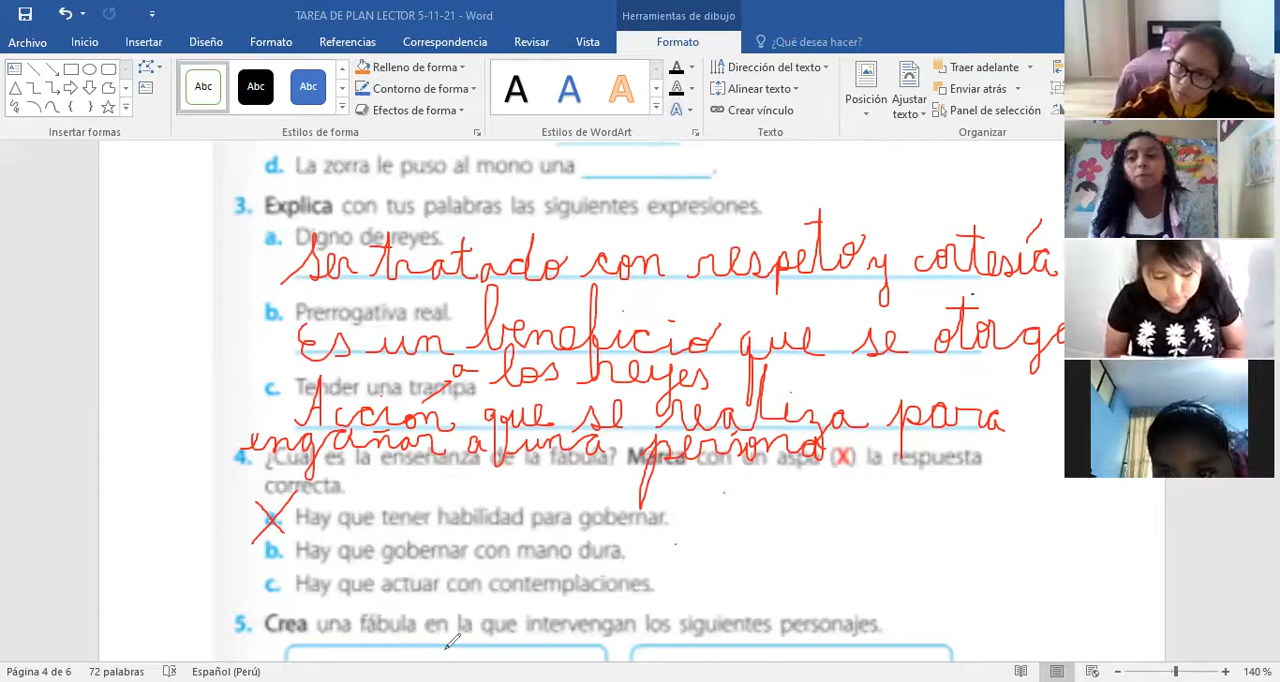 TAREA DE PLAN LECTOR 5-11-21 - Word
Herramientas de dibujo
Archivo Inicio Insertar Diseño Formato Referencias Correspondencia Revisar Vista Formato ¿Qué desea hacer?
Abc Abc Abc
Relleno de forma
Contorno de forma
Efectos de forma
A A A
A
A
A
Dirección del texto
Alinear texto
Crear vínculo
Posición
Ajustar texto
Traer adelante
Enviar atrás
Panel de selección
Insertar formas Estilos de forma Estilos de WordArt Texto Organizar
d. La zorra le puso al mono una .
3. Explica con tus palabras las siguientes expresiones.
a. Digno de reyes.
Ser tratado con respeto y cortesía
b. Prerrogativa real.
Es un beneficio que se otorga
a los reyes
c. Tender una trampa
Acción que se realiza para
engañar a una persona
4. ¿Cuál es la enseñanza de la fábula? Marca con un aspa (X) la respuesta
correcta.
X a. Hay que tener habilidad para gobernar.
b. Hay que gobernar con mano dura.
c. Hay que actuar con contemplaciones.
5. Crea una fábula en la que intervengan los siguientes personajes.
Página 4 de 6 72 palabras Español (Perú) 140 %